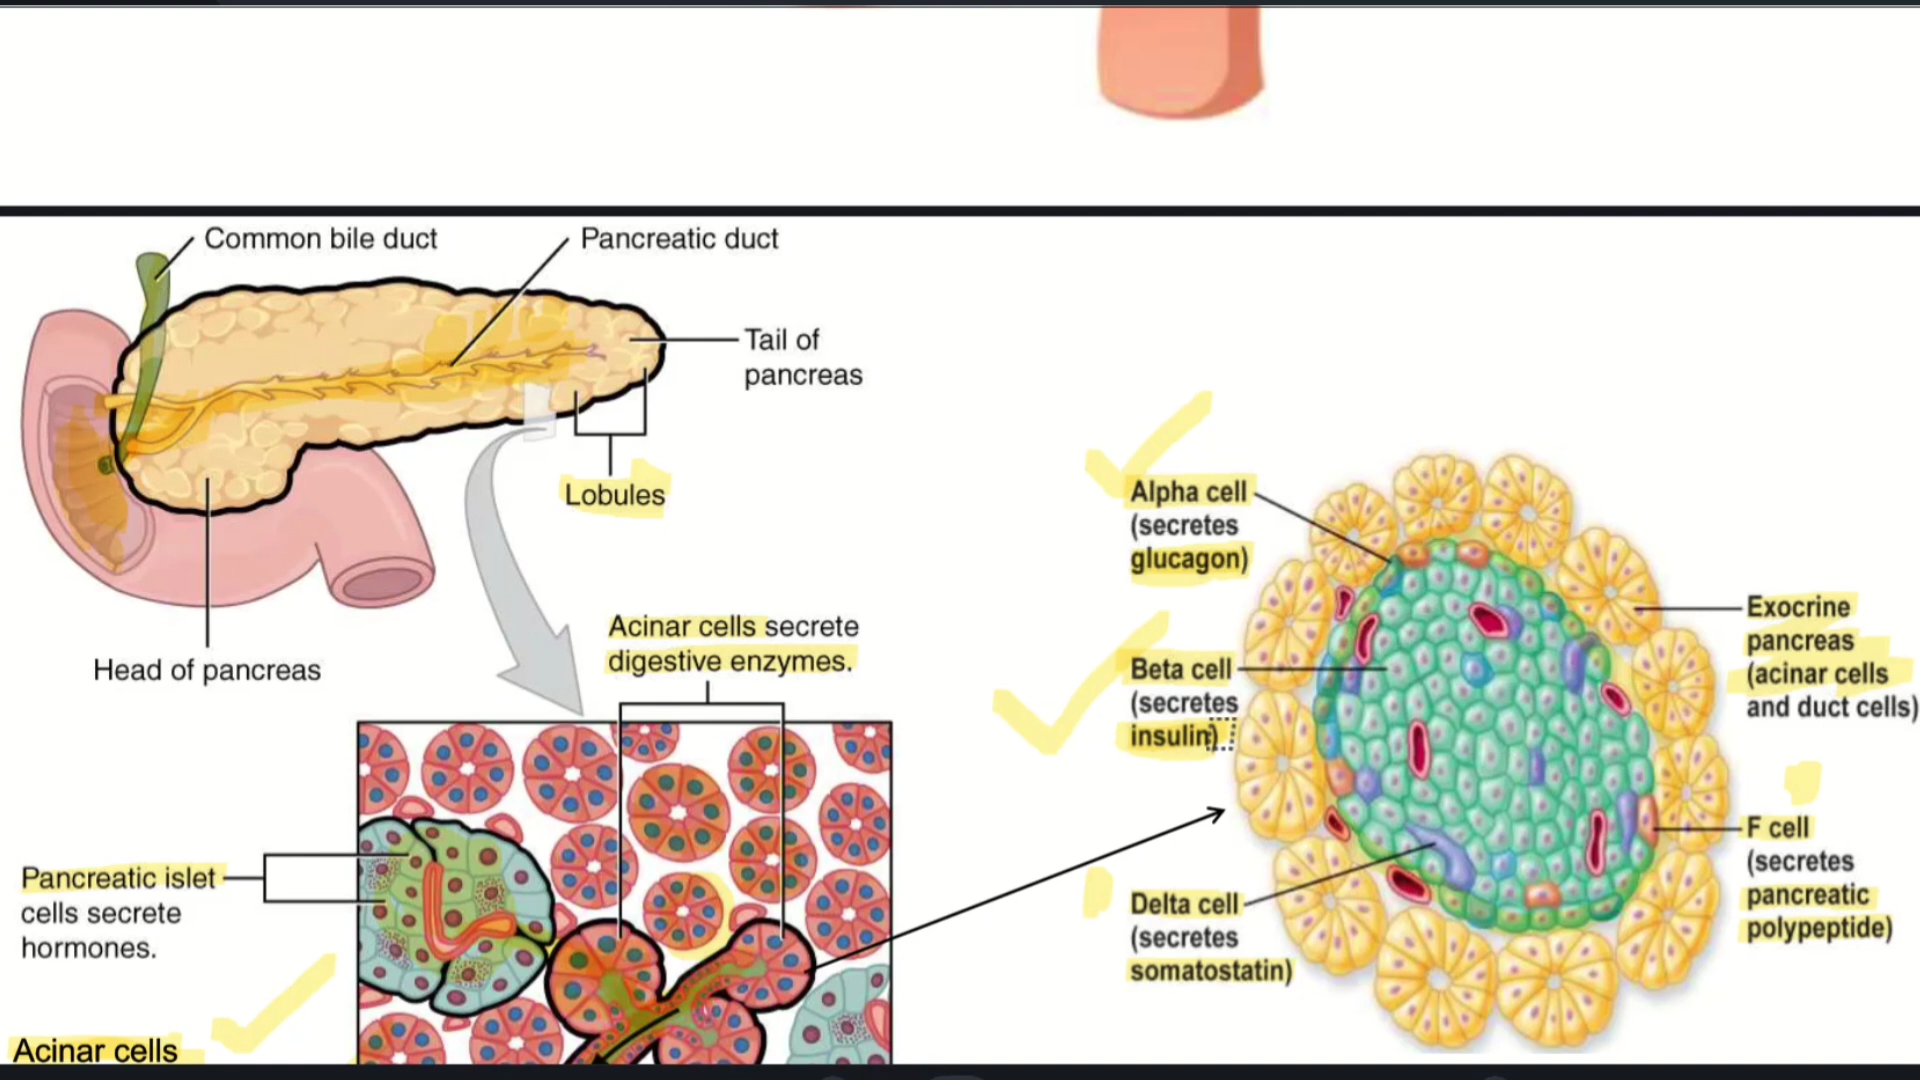 Common bile duct
Pancreatic duct
Tail of
pancreas
Lobules
Head of pancreas
Acinar cells secrete
digestive enzymes.
Pancreatic islet
cells secrete
hormones.
Acinar cells
Alpha cell
(secretes
glucagon)
Beta cell
(secretes
insulin)
Delta cell
(secretes
somatostatin)
Exocrine
pancreas
(acinar cells
and duct cells)
F cell
(secretes
pancreatic
polypeptide)